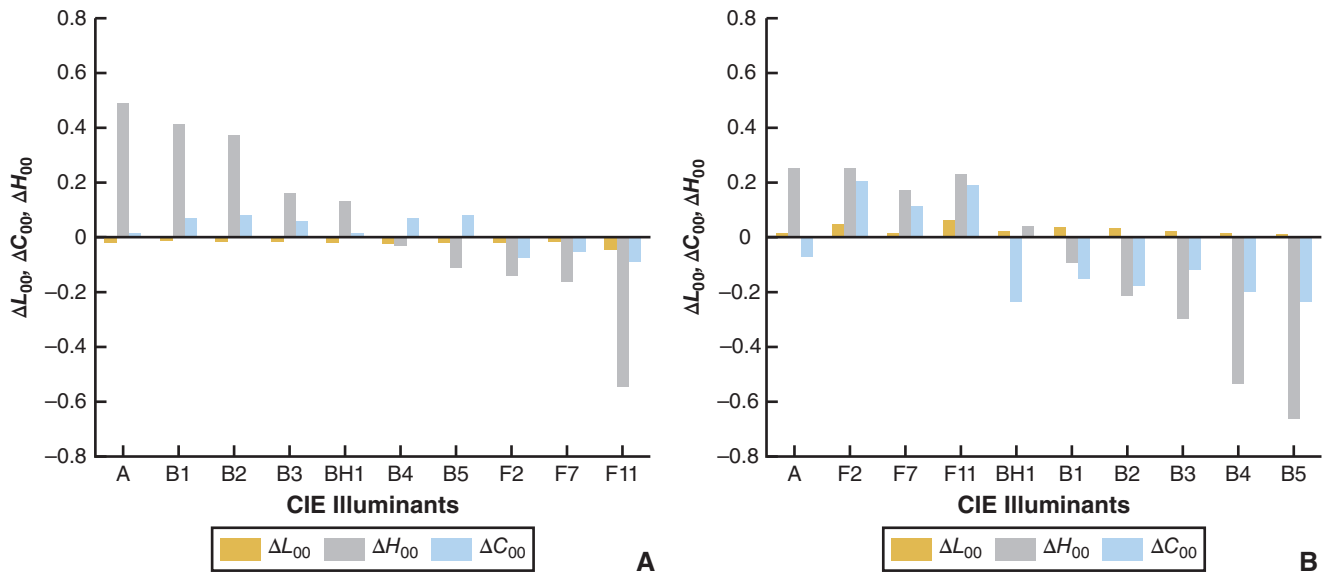 0.8
0.6
0.4
0.2
0
–0.2
–0.4
–0.6
–0.8
ΔL00, ΔC00, ΔH00
A B1 B2 B3 BH1 B4 B5 F2 F7 F11
CIE Illuminants
ΔL00 ΔH00 ΔC00
A
0.8
0.6
0.4
0.2
0
–0.2
–0.4
–0.6
–0.8
ΔL00, ΔC00, ΔH00
A F2 F7 F11 BH1 B1 B2 B3 B4 B5
CIE Illuminants
ΔL00 ΔH00 ΔC00
B